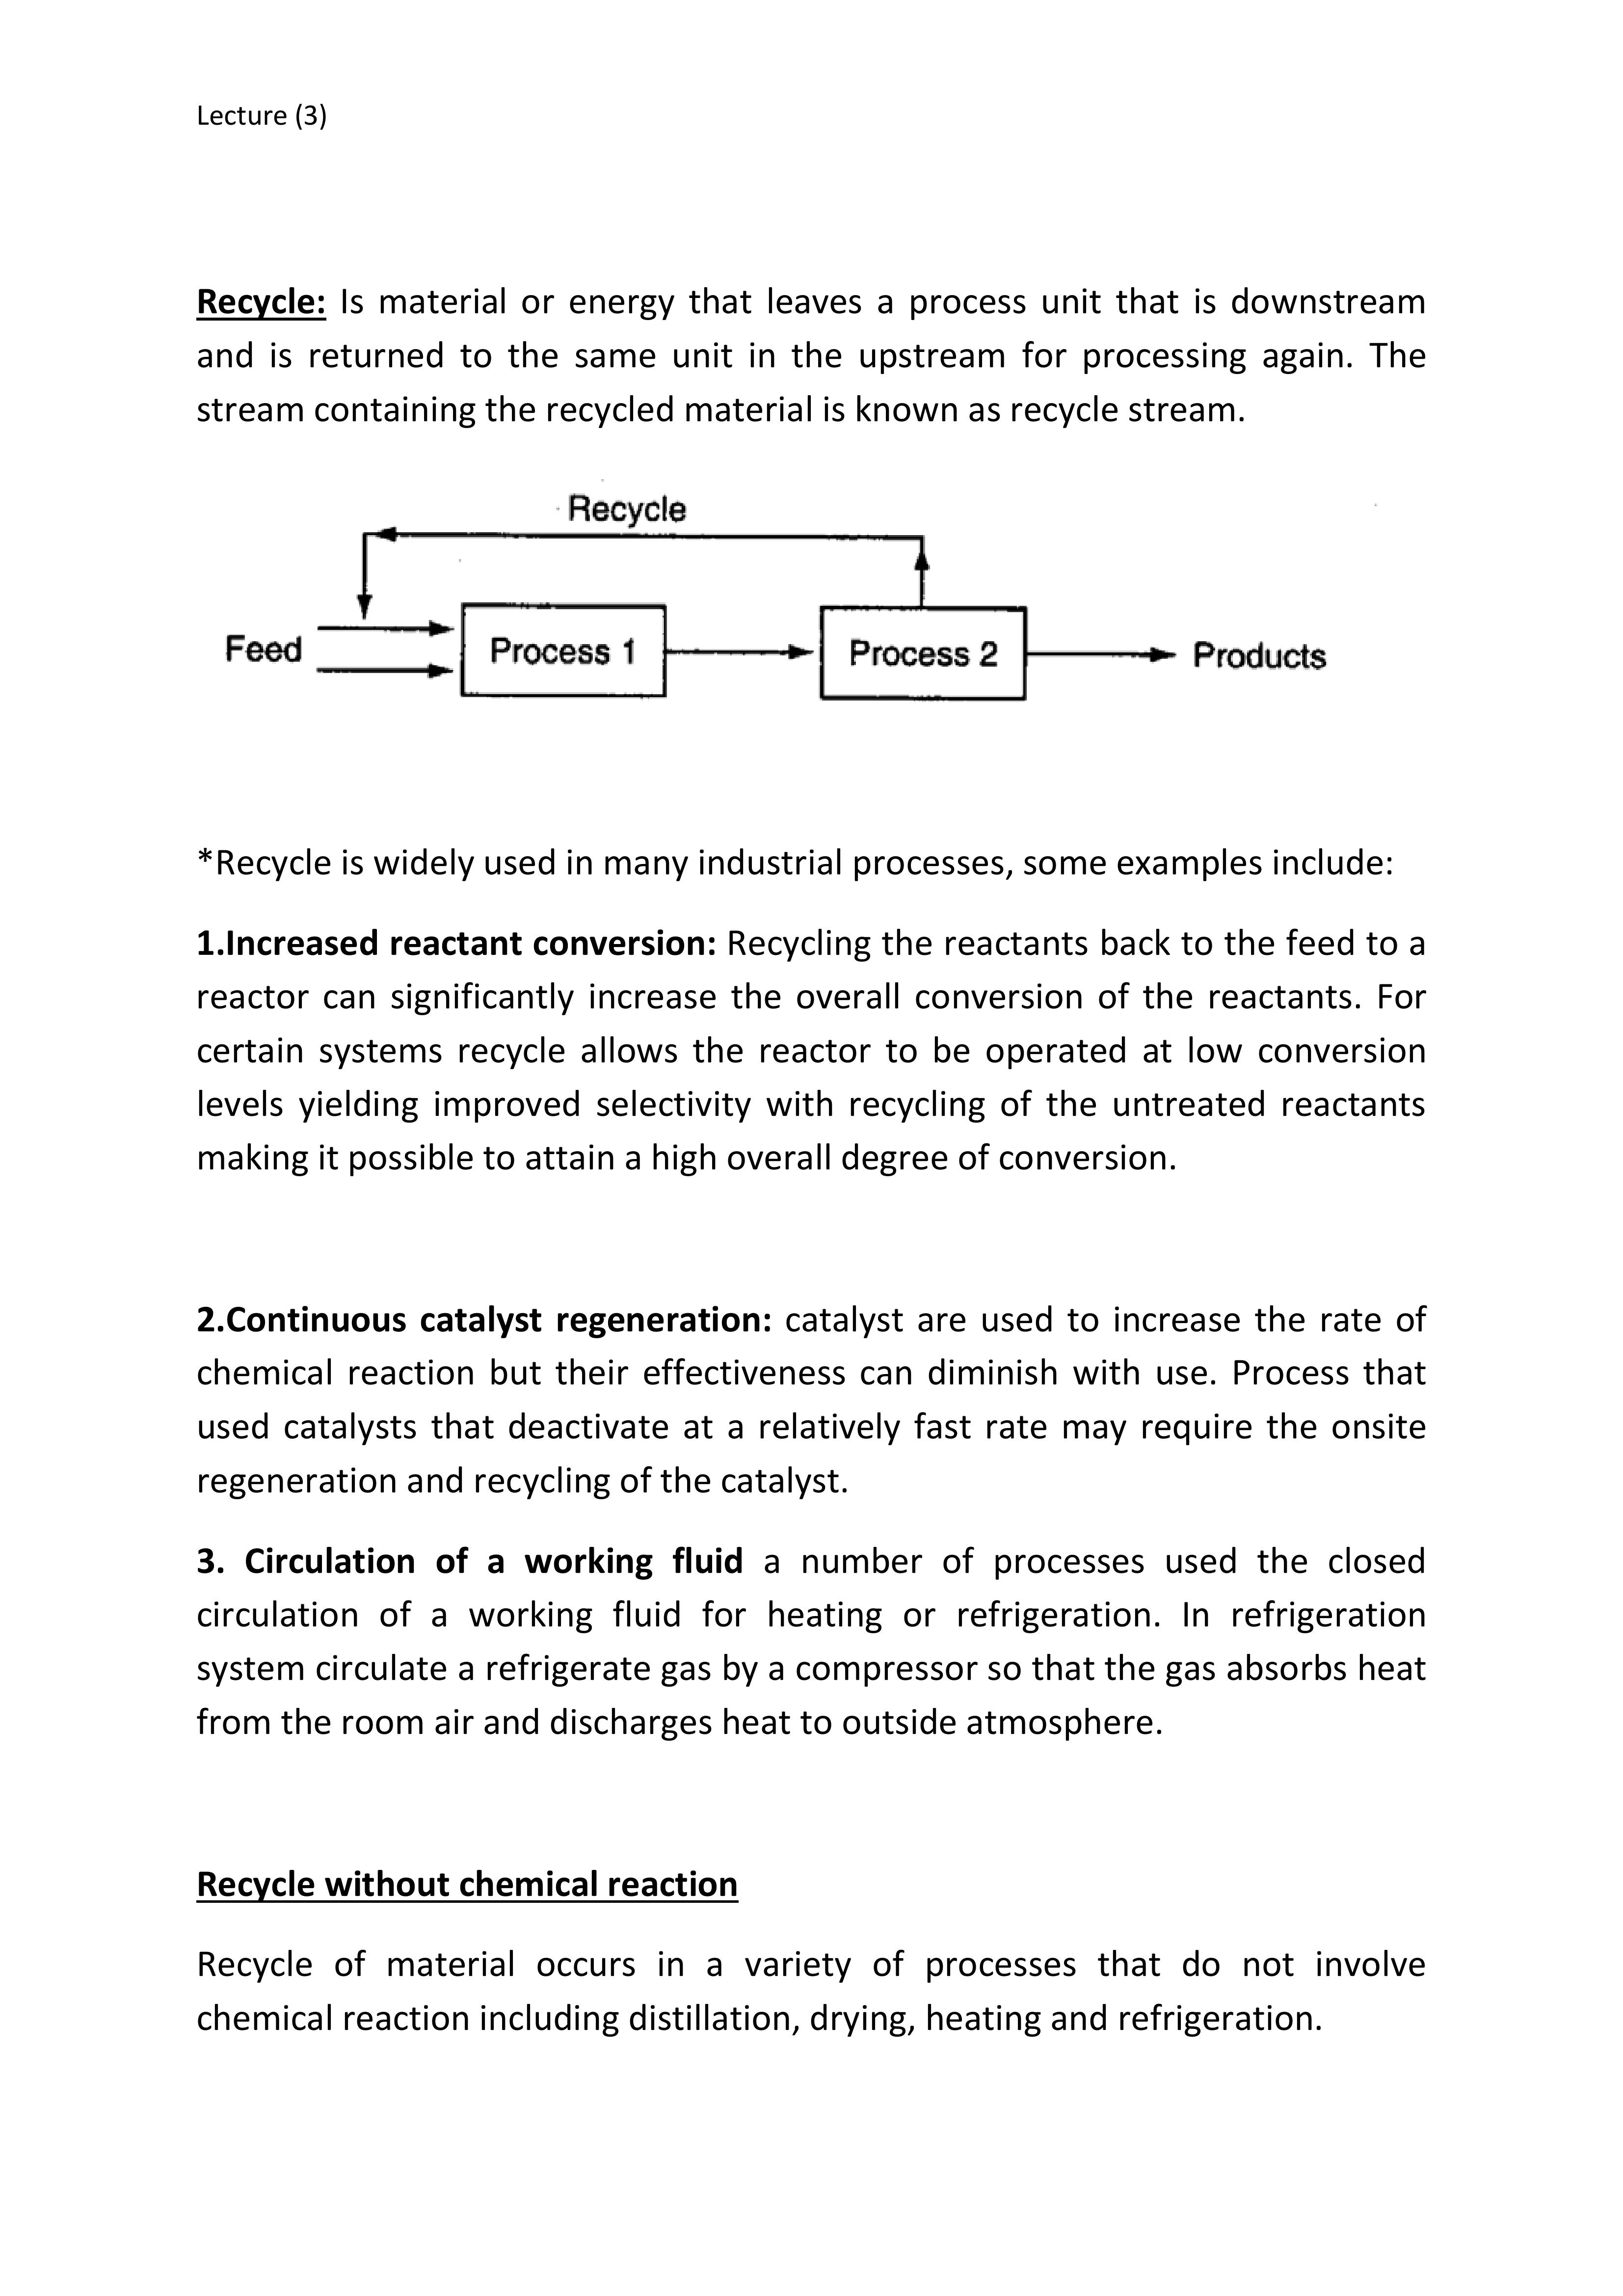 Lecture (3)
Recycle: Is material or energy that leaves a process unit that is downstream
and is returned to the same unit in the upstream for processing again. The
stream containing the recycled material is known as recycle stream.
Recycle
Feed
Process 1
Process 2
Products
*Recycle is widely used in many industrial processes, some examples include:
1.Increased reactant conversion: Recycling the reactants back to the feed to a
reactor can significantly increase the overall conversion of the reactants. For
certain systems recycle allows the reactor to be operated at low conversion
levels yielding improved selectivity with recycling of the untreated reactants
making it possible to attain a high overall degree of conversion.
2.Continuous catalyst regeneration: catalyst are used to increase the rate of
chemical reaction but their effectiveness can diminish with use. Process that
used catalysts that deactivate at a relatively fast rate may require the onsite
regeneration and recycling of the catalyst.
3. Circulation of a working fluid a number of processes used the closed
circulation of a working fluid for heating or refrigeration. In refrigeration
system circulate a refrigerate gas by a compressor so that the gas absorbs heat
from the room air and discharges heat to outside atmosphere.
Recycle without chemical reaction
Recycle of material occurs in a variety of processes that do not involve
chemical reaction including distillation, drying, heating and refrigeration.